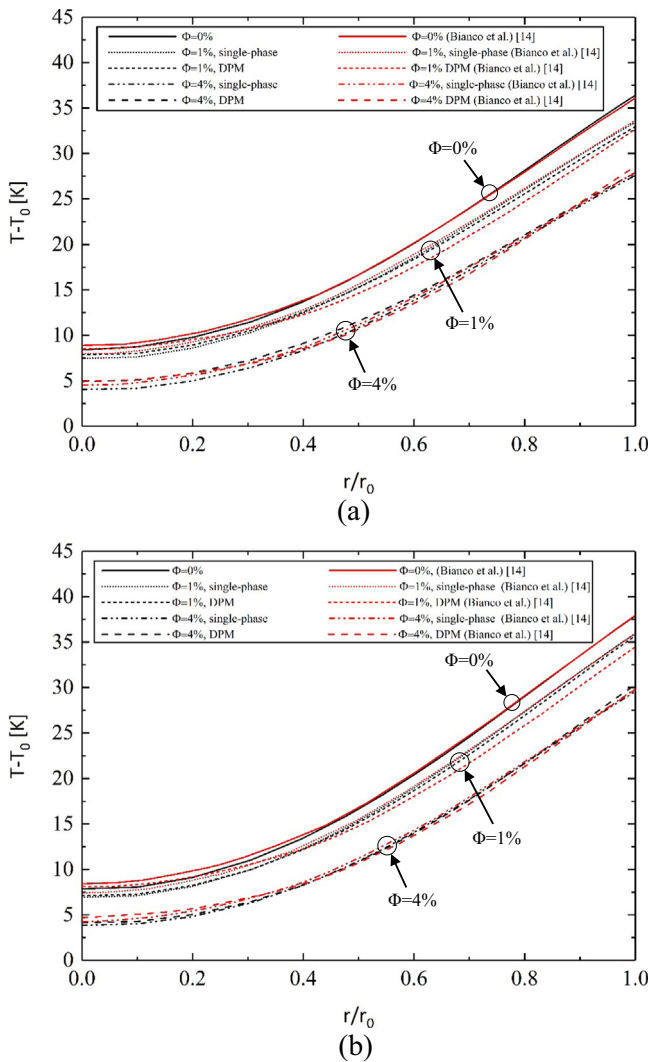 45
40
35
30
25
20
15
10
5
0
T-T₀ [K]
Φ=0%
Φ=1%, single-phase
Φ=1%, DPM
Φ=4%, single-phase
Φ=4%, DPM
Φ=0% (Bianco et al.) [14]
Φ=1%, single-phase (Bianco et al.) [14]
Φ=1% DPM (Bianco et al.) [14]
Φ=4%, single-phase (Bianco et al.) [14]
Φ=4% DPM (Bianco et al.) [14]
Φ=0%
Φ=1%
Φ=4%
0.0 0.2 0.4 0.6 0.8 1.0
r/r₀
(a)
45
40
35
30
25
20
15
10
5
0
T-T₀ [K]
Φ=0%
Φ=1%, single-phase
Φ=1%, DPM
Φ=4%, single-phase
Φ=4%, DPM
Φ=0%, (Bianco et al.) [14]
Φ=1%, single-phase (Bianco et al.) [14]
Φ=1%, DPM (Bianco et al.) [14]
Φ=4%, single-phase (Bianco et al.) [14]
Φ=4%, DPM (Bianco et al.) [14]
Φ=0%
Φ=1%
Φ=4%
0.0 0.2 0.4 0.6 0.8 1.0
r/r₀
(b)